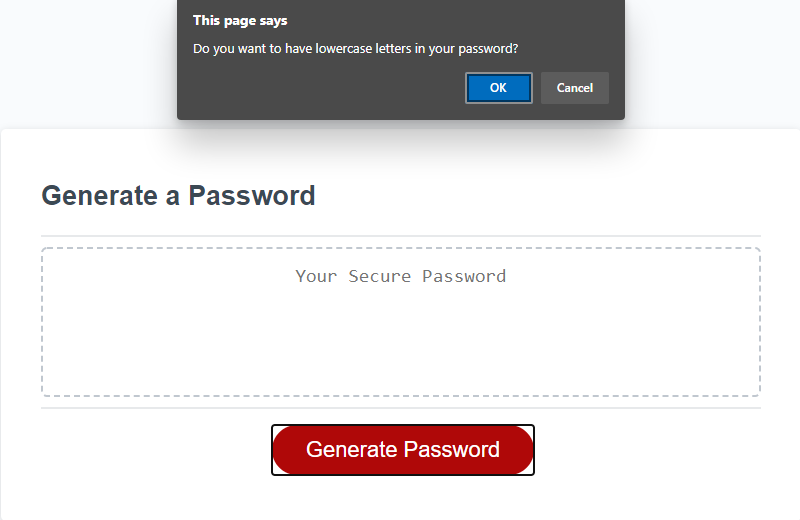 This page says
Do you want to have lowercase letters in your password?
OK Cancel
Generate a Password
Your Secure Password
Generate Password